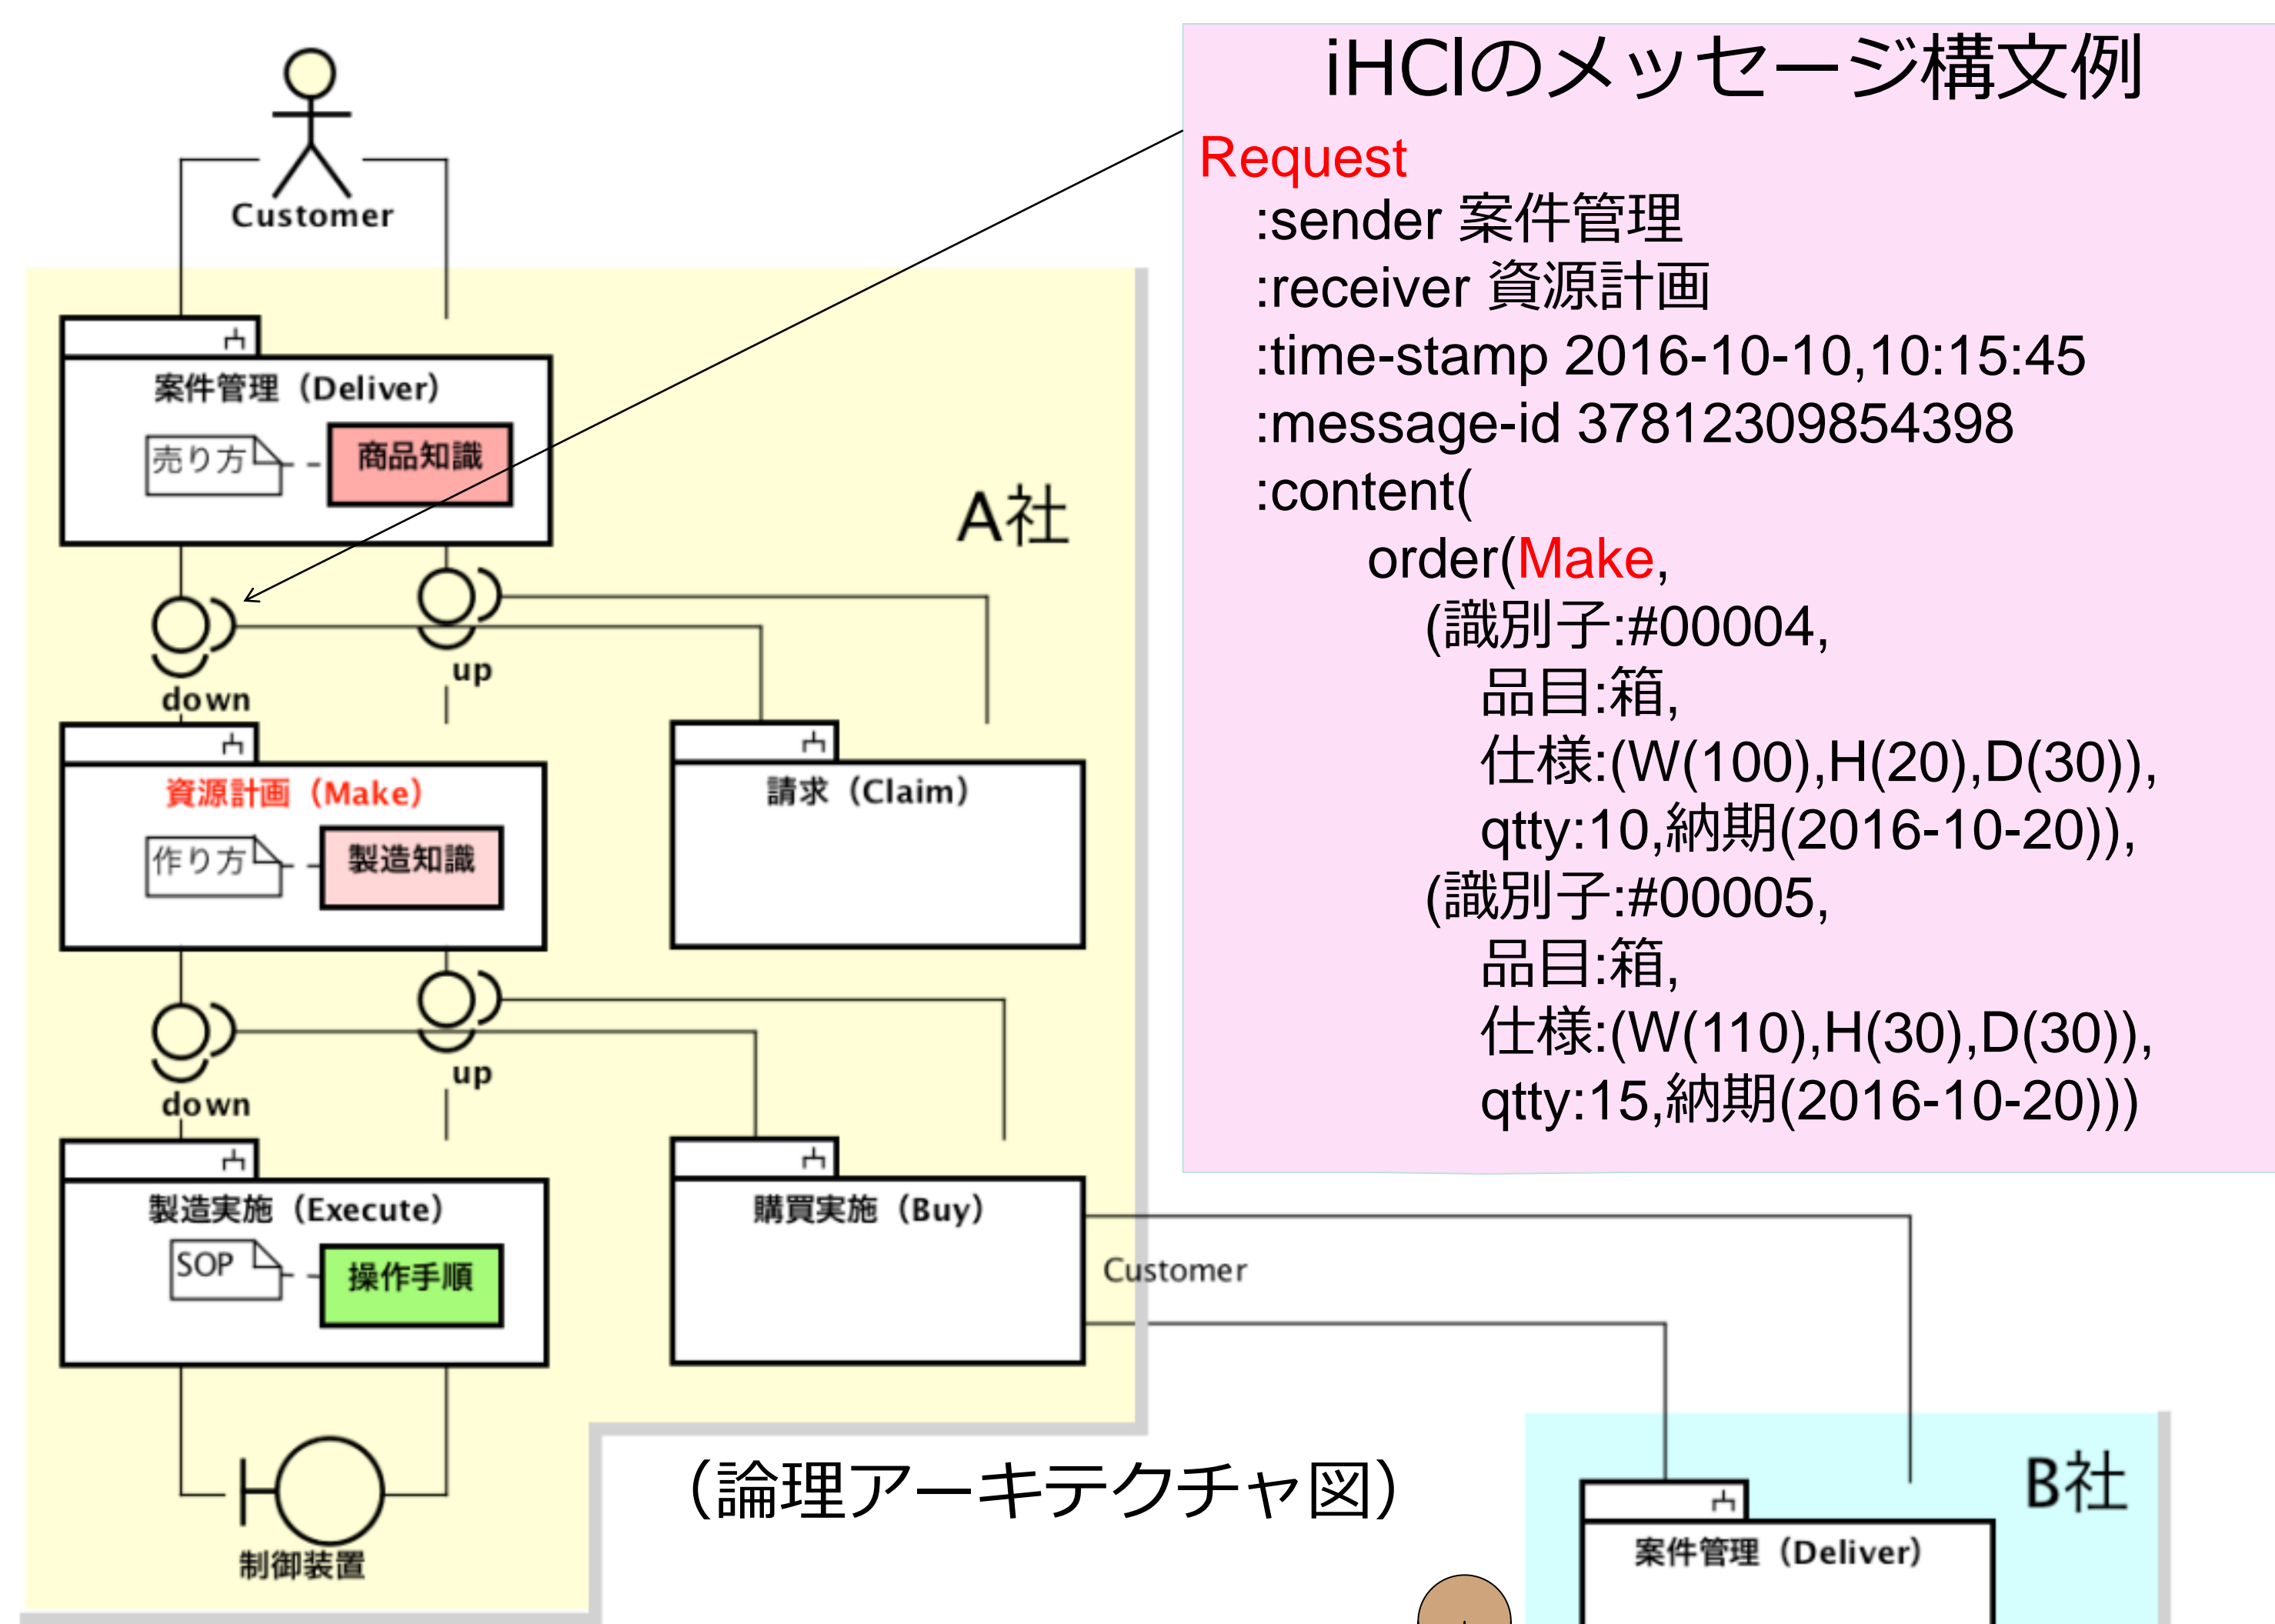 iHCIのメッセージ構文例
Request
:sender 案件管理
:receiver 資源計画
:time-stamp 2016-10-10,10:15:45
:message-id 37812309854398
:content(
order(Make,
(識別子:#00004,
品目:箱,
仕様:(W(100),H(20),D(30)),
qtty:10,納期(2016-10-20)),
(識別子:#00005,
品目:箱,
仕様:(W(110),H(30),D(30)),
qtty:15,納期(2016-10-20)))
Customer
案件管理（Deliver）
売り方
商品知識
A社
down
up
資源計画（Make）
作り方
製造知識
請求（Claim）
down
up
製造実施（Execute）
SOP
操作手順
購買実施（Buy）
Customer
制御装置
（論理アーキテクチャ図）
B社
案件管理（Deliver）